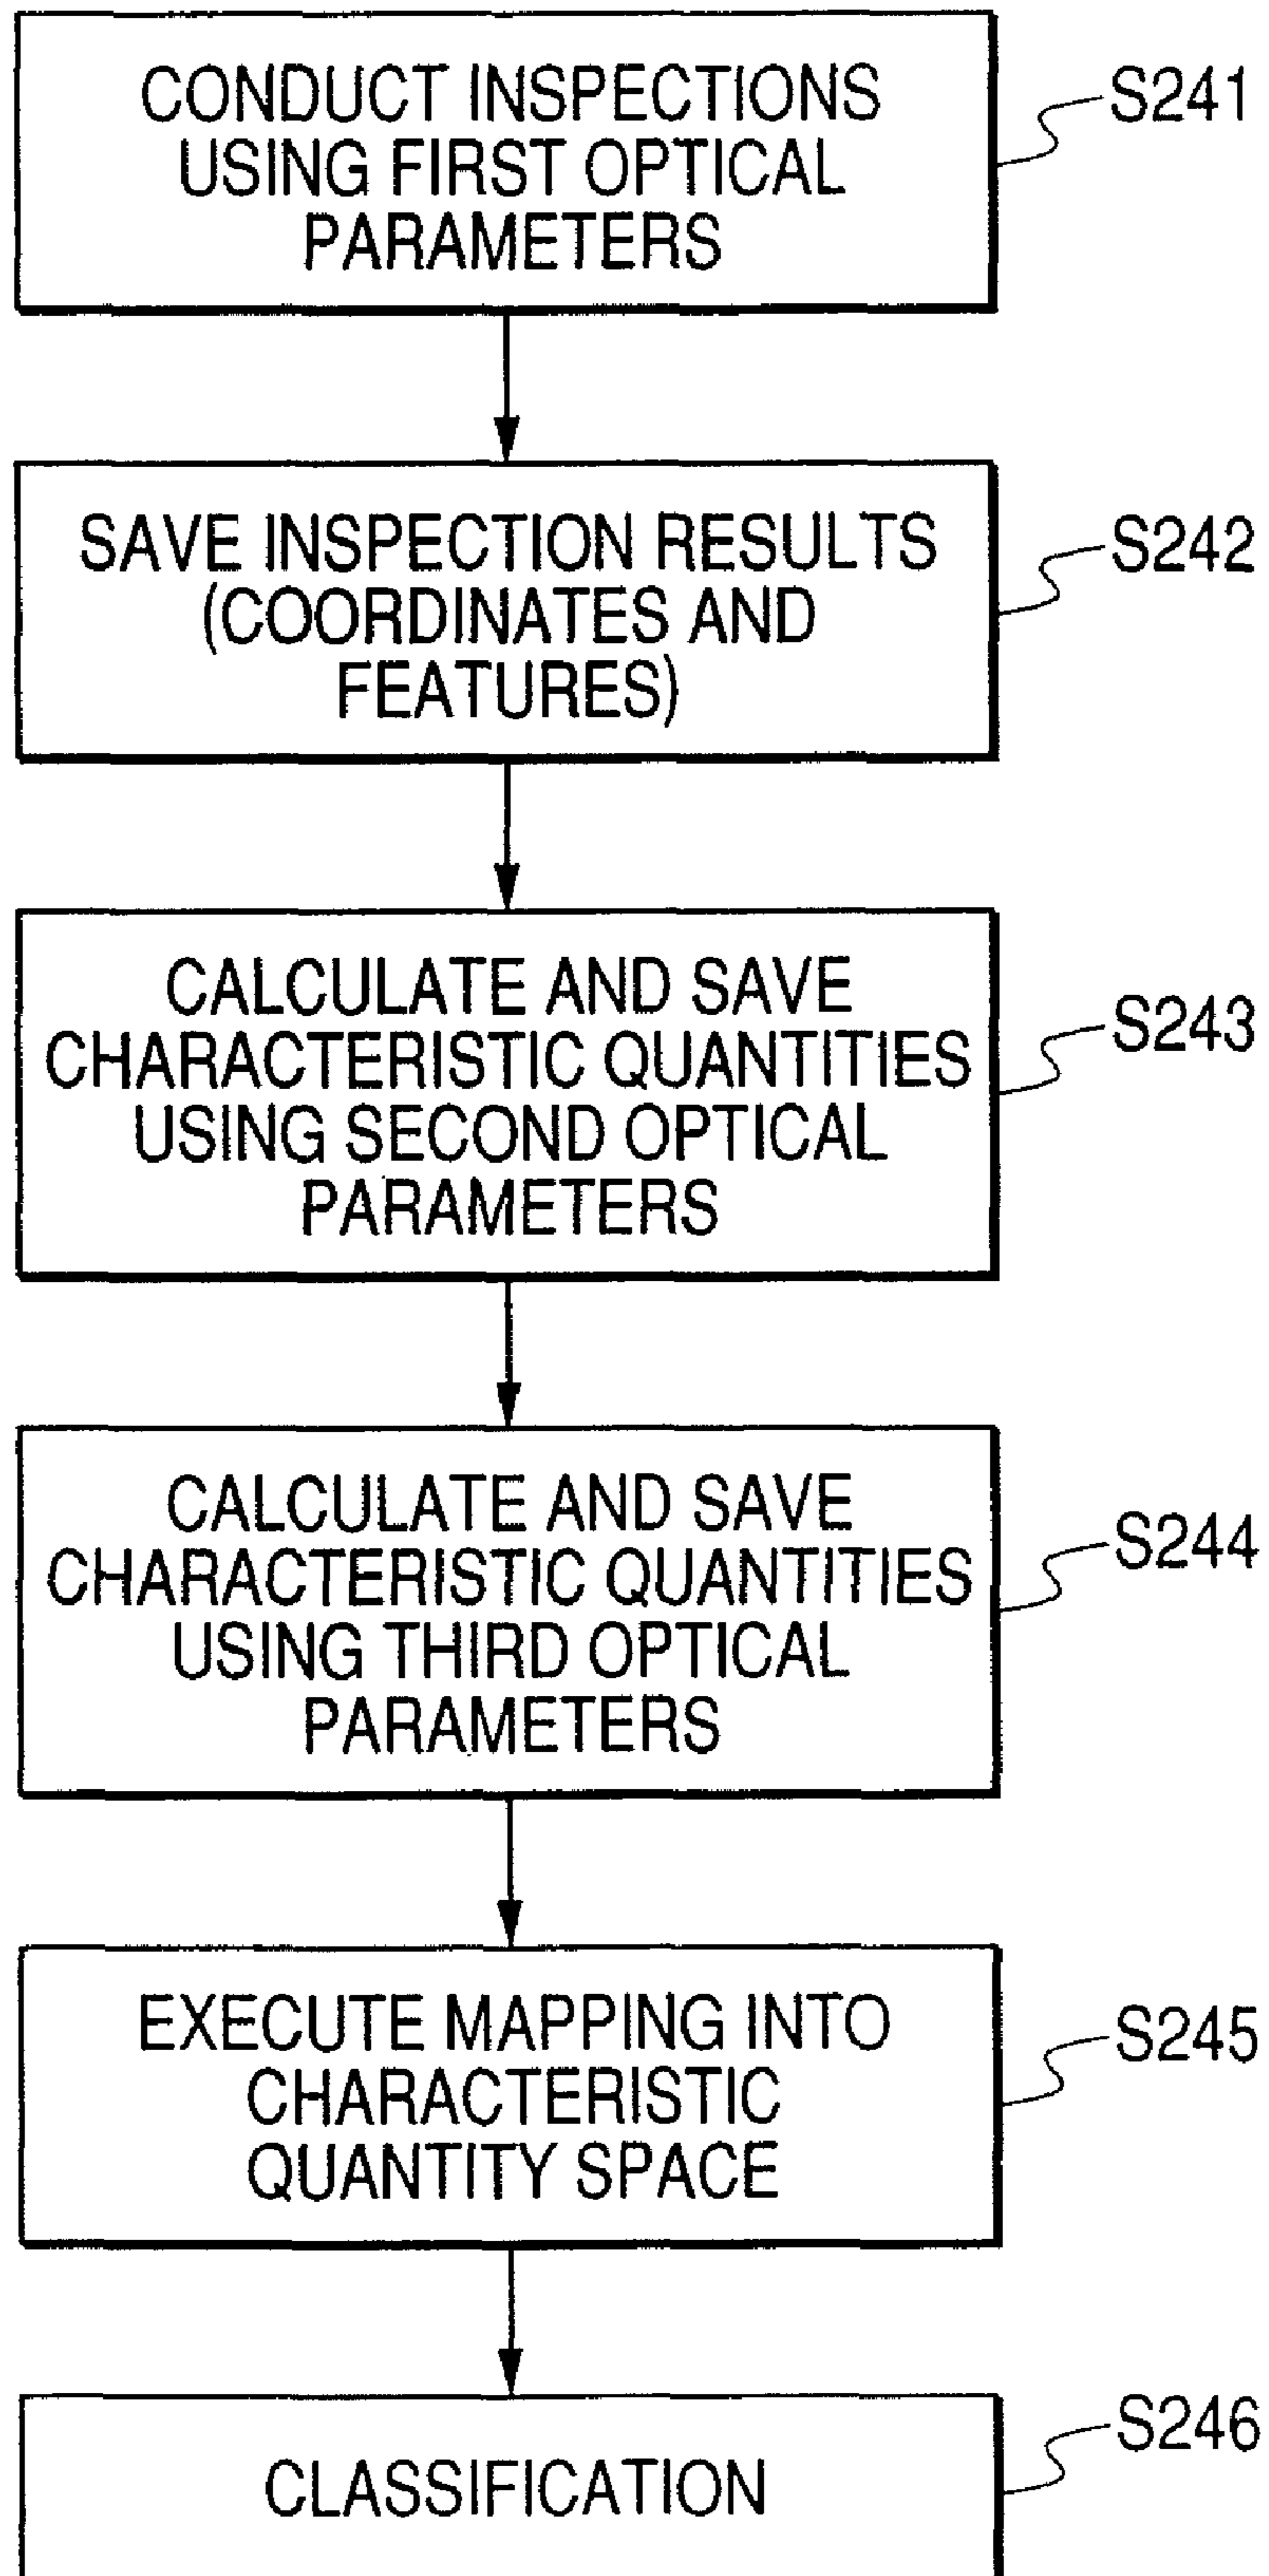 CONDUCT INSPECTIONS
USING FIRST OPTICAL
PARAMETERS
S241
SAVE INSPECTION RESULTS
(COORDINATES AND
FEATURES)
S242
CALCULATE AND SAVE
CHARACTERISTIC QUANTITIES
USING SECOND OPTICAL
PARAMETERS
S243
CALCULATE AND SAVE
CHARACTERISTIC QUANTITIES
USING THIRD OPTICAL
PARAMETERS
S244
EXECUTE MAPPING INTO
CHARACTERISTIC
QUANTITY SPACE
S245
CLASSIFICATION
S246